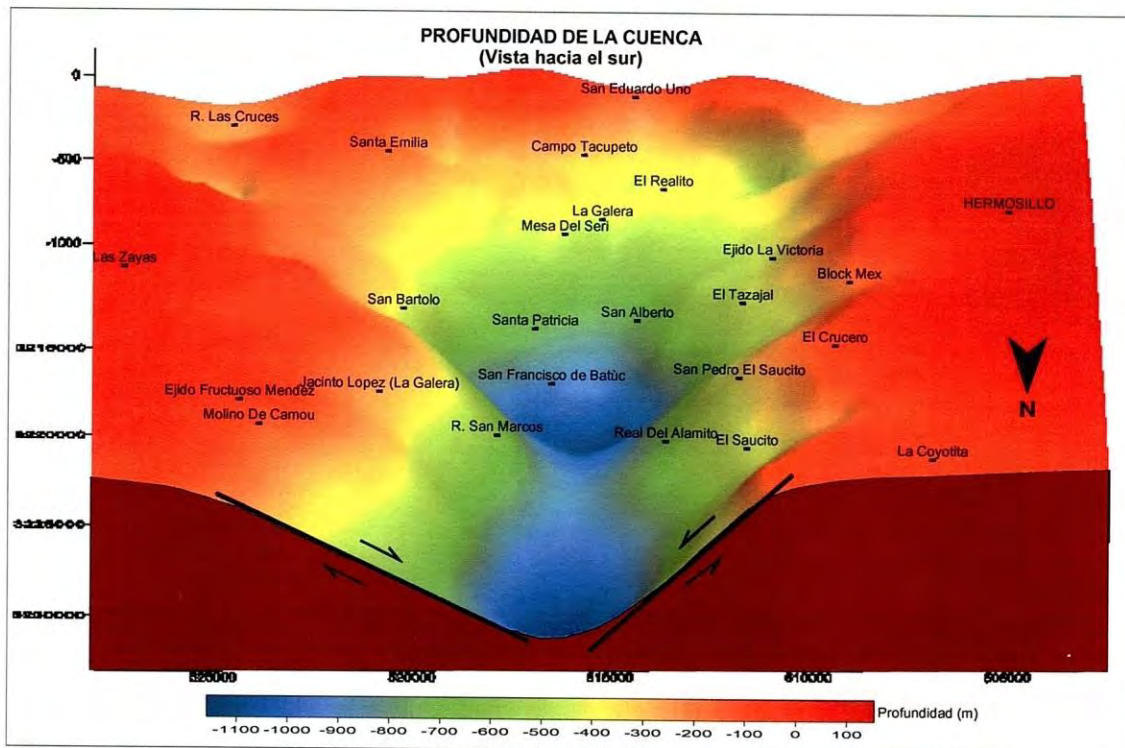 PROFUNDIDAD DE LA CUENCA
(Vista hacia el sur)
0
San Eduardo Uno
R. Las Cruces
Santa Emilia
Campo Tacupeto
-500
El Realito
HERMOSILLO
La Galera
Mesa Del Seri
-1000
Ejido La Victoria
Las Zayas
Block Mex
San Bartolo
El Tazajal
Santa Patricia
San Alberto
El Crucero
San Francisco de Batùc
San Pedro El Saucito
Jacinto Lopez (La Galera)
Ejido Fructuoso Mendez
Molino De Camou
N
R. San Marcos
Real Del Alamito
El Saucito
La Coyotita
525000 520000 515000 510000 505000
Profundidad (m)
-1100 -1000 -900 -800 -700 -600 -500 -400 -300 -200 -100 0 100